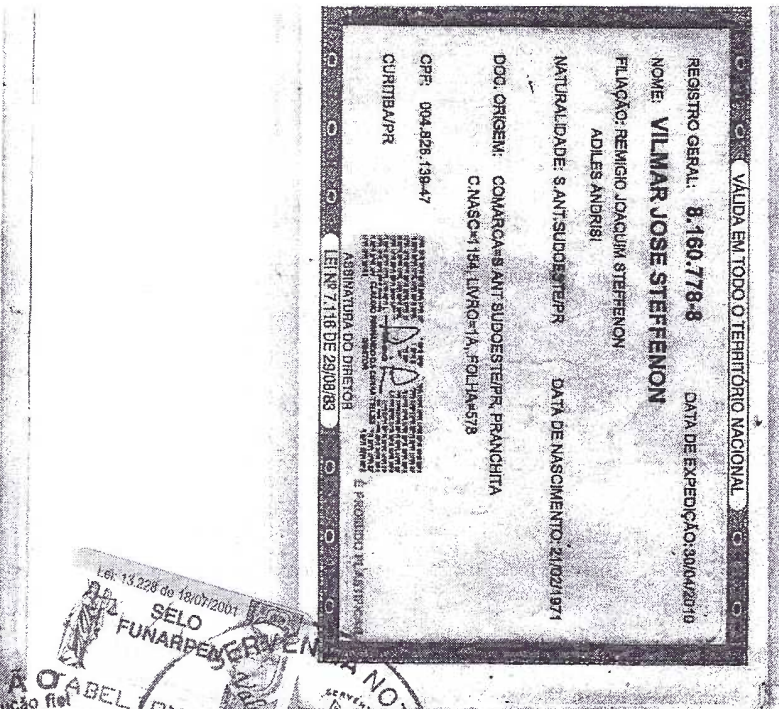 VÁLIDA EM TODO O TERRITÓRIO NACIONAL
REGISTRO GERAL: 8.160.778-8 DATA DE EXPEDIÇÃO: 30/04/2010
NOME: VILMAR JOSE STEFFENON
FILIAÇÃO: REMIGIO JOAQUIM STEFFENON
ADILES ANDRISI
NATURALIDADE: S.ANT.SUDOESTE/PR DATA DE NASCIMENTO: 21/02/1971
DOC. ORIGEM: COMARCA=S ANT SUDOESTE/PR, PRANCHITA
C.NASC=1154, LIVRO=1A, FOLHA=578
CPF: 004.826.139-47
CURITIBA/PR
ASSINATURA DO DIRETOR
É PROIBIDO PLASTIFICAR
LEI Nº 7.116 DE 29/08/83
Lei: 13.228 de 18/07/2001
SELO
FUNARPEN